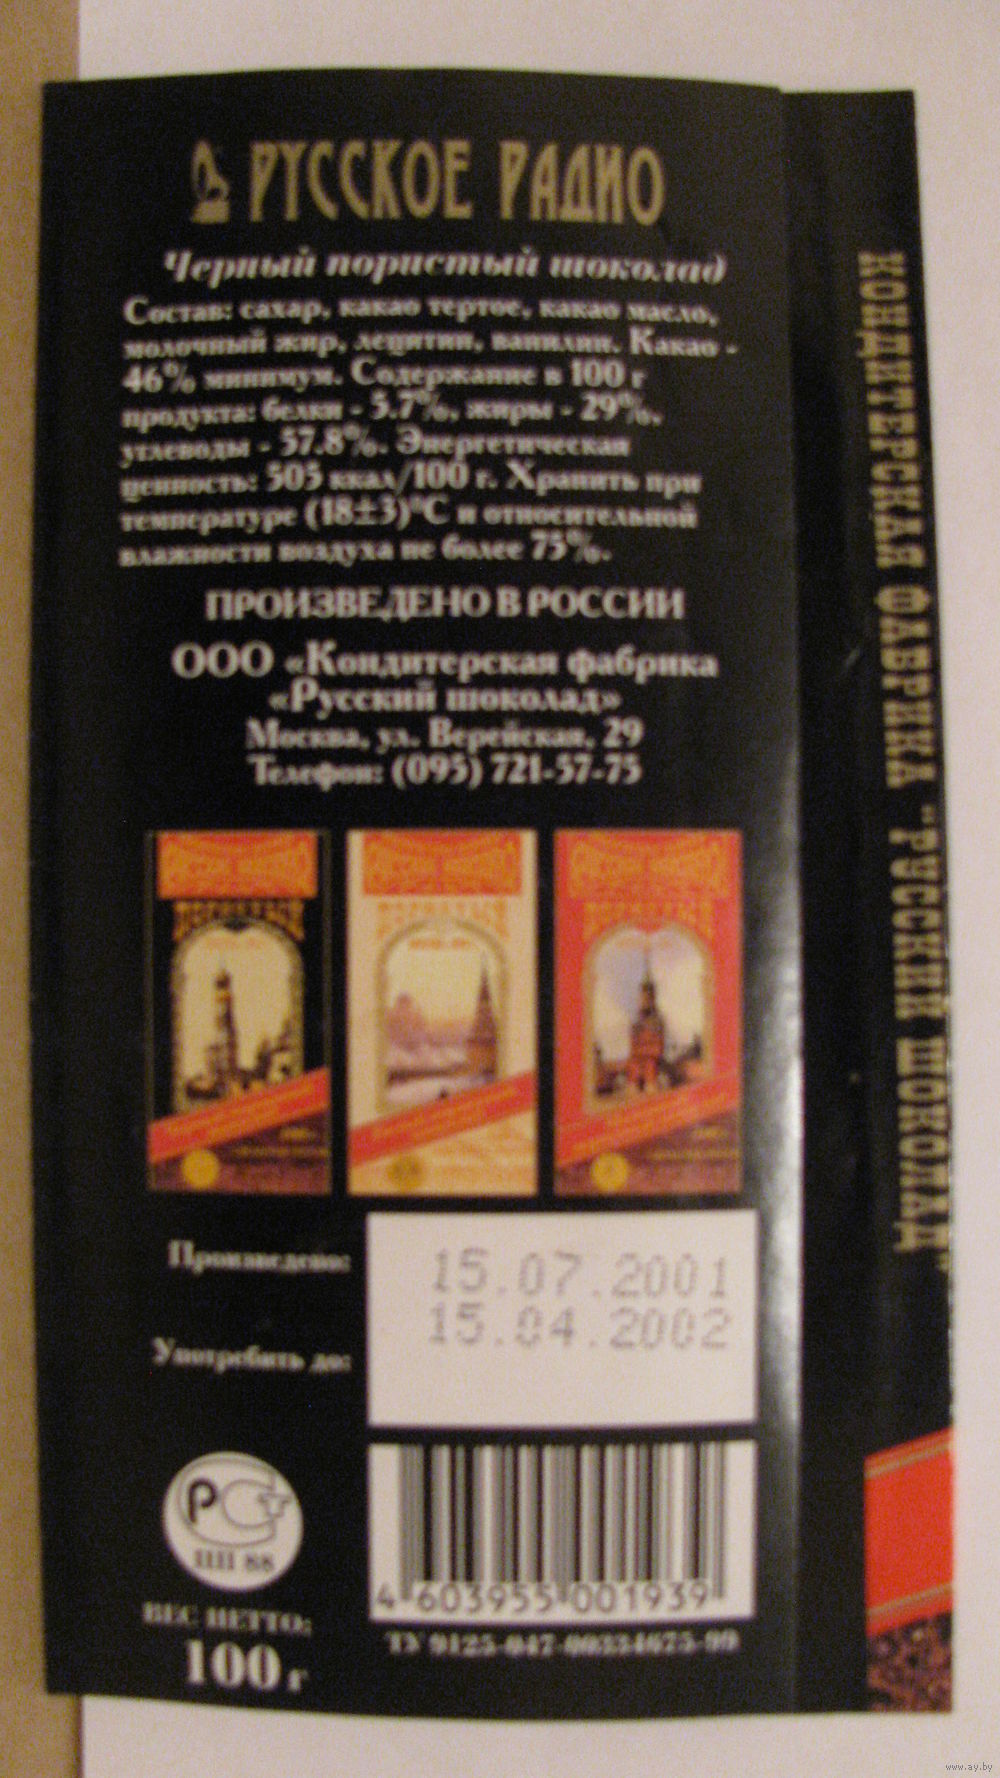 РУССКОЕ РАДИО
Черный пористый шоколад
Состав: сахар, какао тертое, какао масло,
молочный жир, лецитин, ванилин. Какао -
46% минимум. Содержание в 100 г
продукта: белки - 5.7%, жиры - 29%,
углеводы - 57.8%. Энергетическая
ценность: 505 ккал/100 г. Хранить при
температуре (18±3)°С и относительной
влажности воздуха не более 75%.
ПРОИЗВЕДЕНО В РОССИИ
ООО «Кондитерская фабрика
«Русский шоколад»
Москва, ул. Верейская, 29
Телефон: (095) 721-57-75
Произведено:
15.07.2001
15.04.2002
Употребить до:
РСТ
ПП 88
4 603955 001939
ВЕС НЕТТО:
100 г
ТУ 9125-047-00334675-99
КОНДИТЕРСКАЯ ФАБРИКА "РУССКИЙ ШОКОЛАД"
www.ay.by